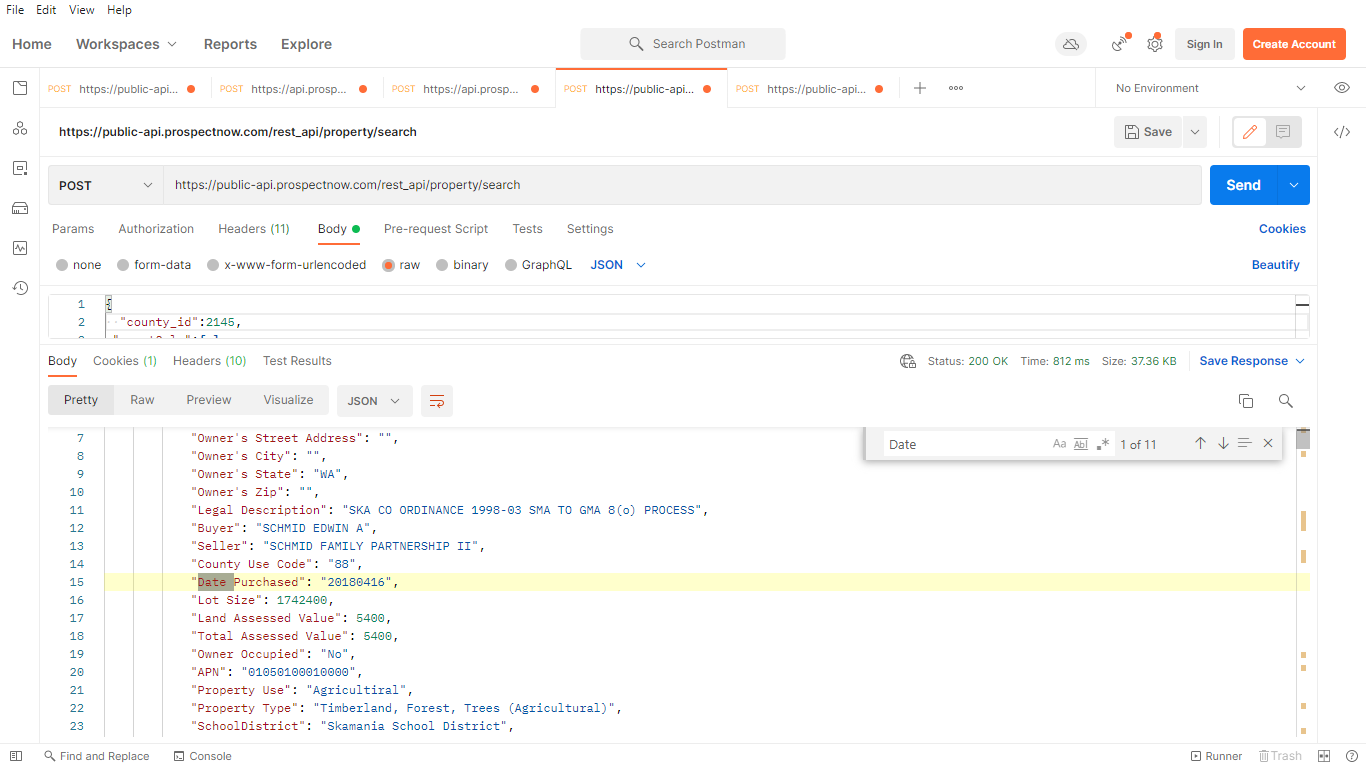 File Edit View Help
Home Workspaces Reports Explore Search Postman Sign In Create Account
POST https://public-api... POST https://api.prosp... POST https://api.prosp... POST https://public-api... POST https://public-api... No Environment
https://public-api.prospectnow.com/rest_api/property/search Save
POST https://public-api.prospectnow.com/rest_api/property/search Send
Params Authorization Headers (11) Body Pre-request Script Tests Settings Cookies
none form-data x-www-form-urlencoded raw binary GraphQL JSON Beautify
1 {
2 "county_id":2145,
Body Cookies (1) Headers (10) Test Results Status: 200 OK Time: 812 ms Size: 37.36 KB Save Response
Pretty Raw Preview Visualize JSON
Date Aa Abl .* 1 of 11
7 "Owner's Street Address": "",
8 "Owner's City": "",
9 "Owner's State": "WA",
10 "Owner's Zip": "",
11 "Legal Description": "SKA CO ORDINANCE 1998-03 SMA TO GMA 8(o) PROCESS",
12 "Buyer": "SCHMID EDWIN A",
13 "Seller": "SCHMID FAMILY PARTNERSHIP II",
14 "County Use Code": "88",
15 "Date Purchased": "20180416",
16 "Lot Size": 1742400,
17 "Land Assessed Value": 5400,
18 "Total Assessed Value": 5400,
19 "Owner Occupied": "No",
20 "APN": "01050100010000",
21 "Property Use": "Agricultiral",
22 "Property Type": "Timberland, Forest, Trees (Agricultural)",
23 "SchoolDistrict": "Skamania School District",
Find and Replace Console Runner Trash